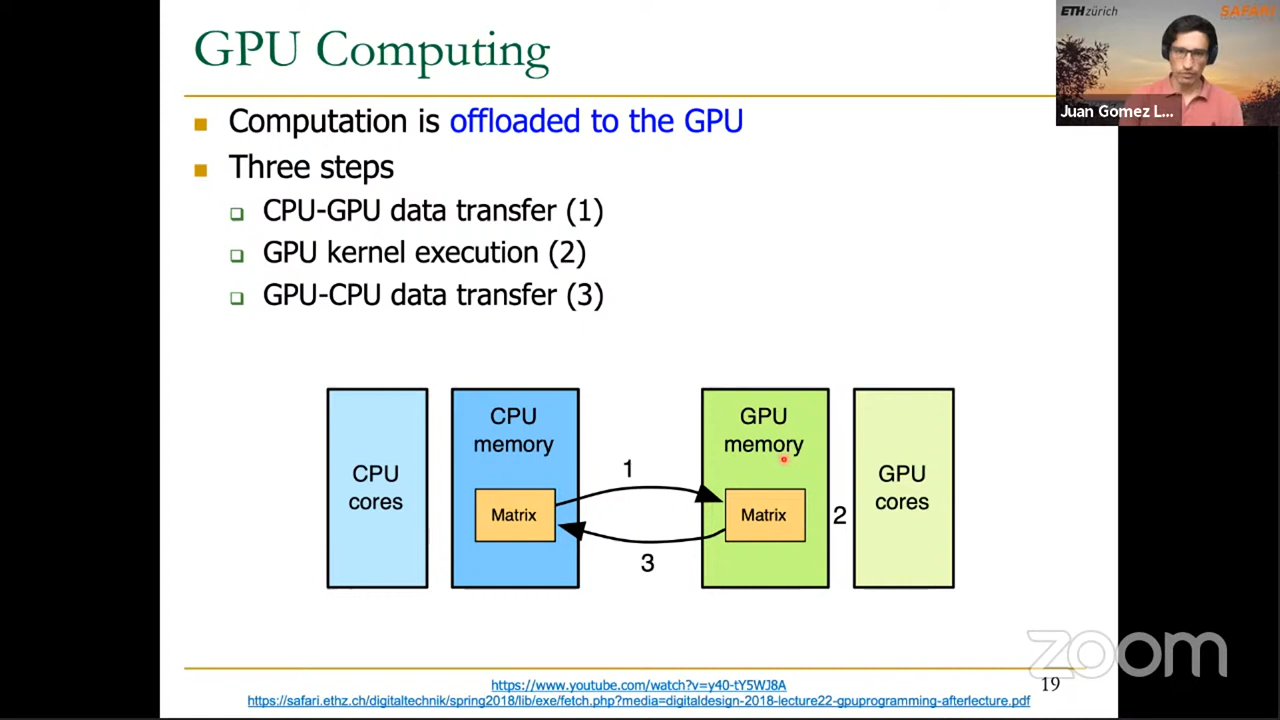 GPU Computing
ETHzürich
SAFARI
Juan Gomez L...
Computation is offloaded to the GPU
Three steps
CPU-GPU data transfer (1)
GPU kernel execution (2)
GPU-CPU data transfer (3)
CPU
cores
CPU
memory
Matrix
1
3
GPU
memory
Matrix
2
GPU
cores
zoom
https://www.youtube.com/watch?v=y40-tY5WJ8A
19
https://safari.ethz.ch/digitaltechnik/spring2018/lib/exe/fetch.php?media=digitaldesign-2018-lecture22-gpuprogramming-afterlecture.pdf